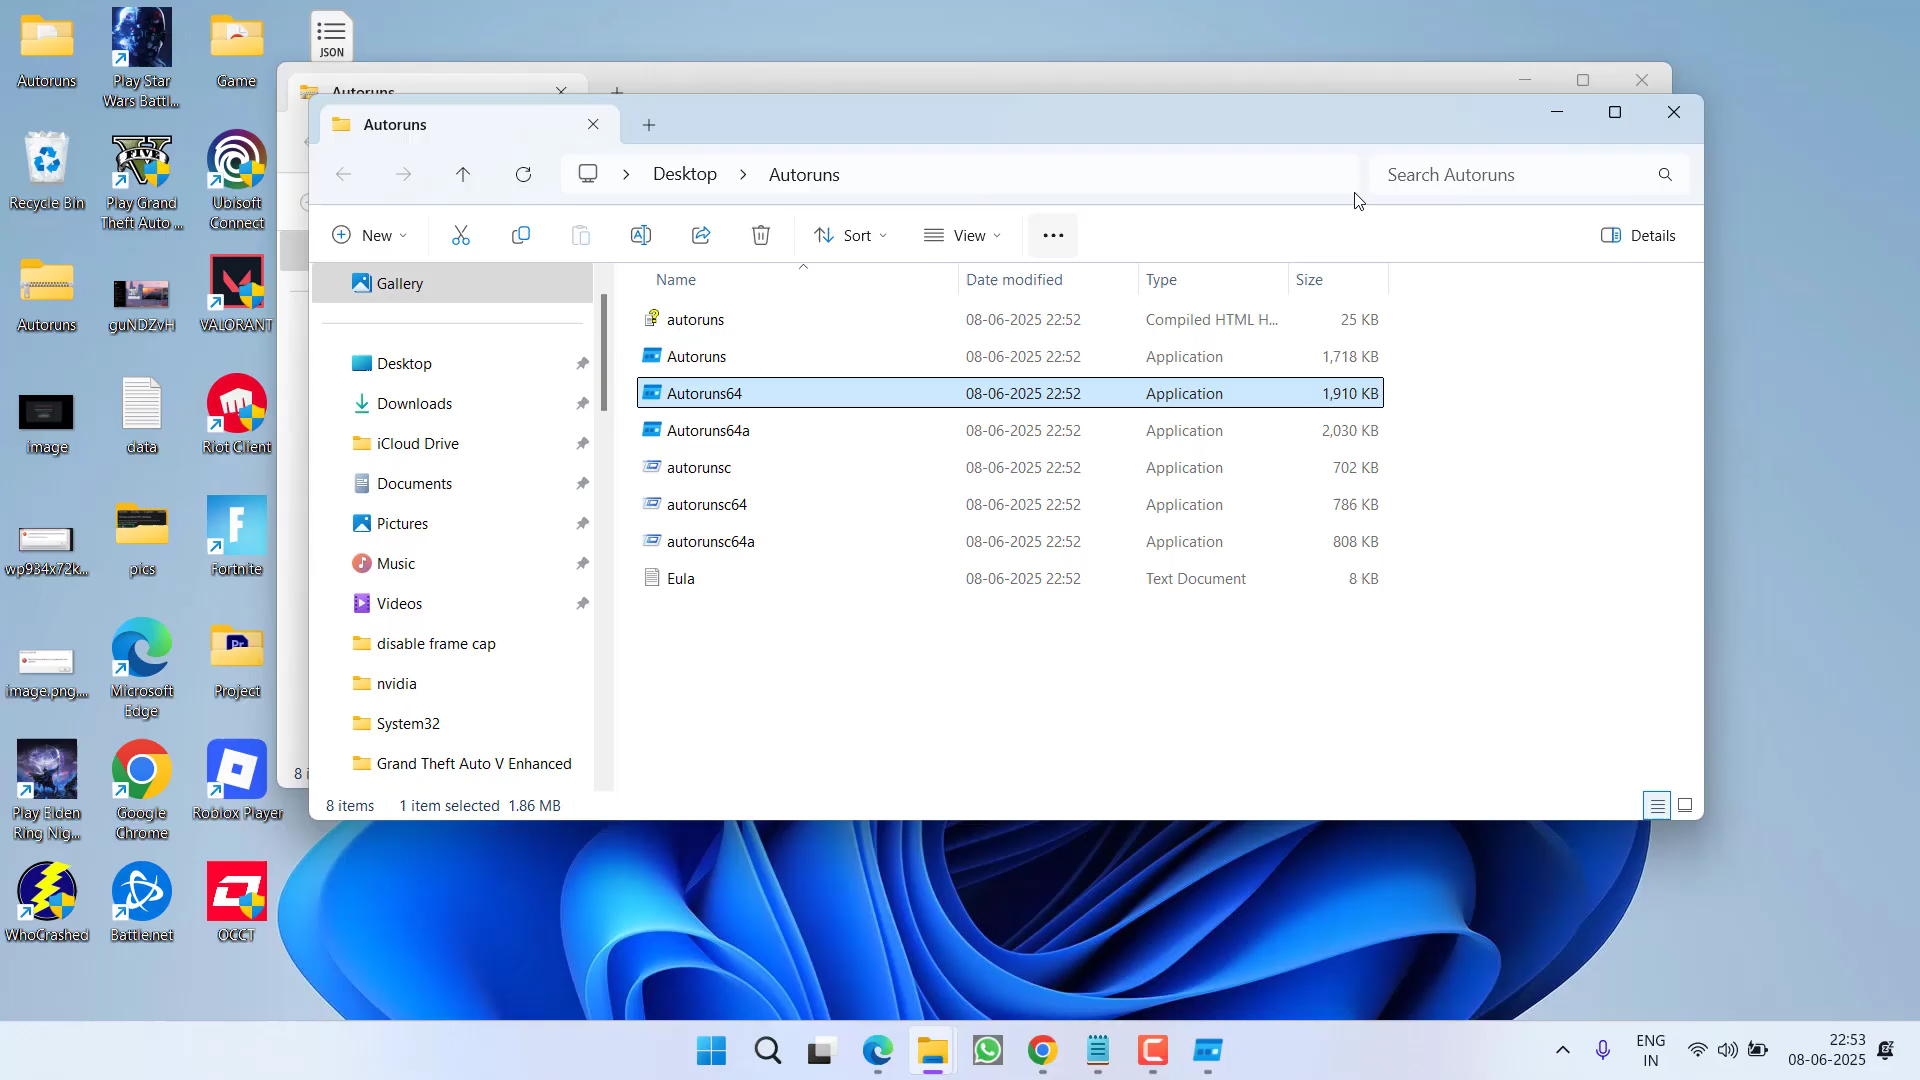 Autoruns
Play Star
Wars Battl...
Game
JSON
Recycle Bin
Play Grand
Theft Auto ...
Ubisoft
Connect
Autoruns
guNDZvH
VALORANT
image
data
Riot Client
wp934x72k...
pics
Fortnite
image.png....
Microsoft
Edge
Project
Play Elden
Ring Nig...
Google
Chrome
Roblox Player
WhoCrashed
Battle.net
OCCT
Autoruns
Autoruns
Desktop
Autoruns
Search Autoruns
New
Sort
View
Details
Gallery
Desktop
Downloads
iCloud Drive
Documents
Pictures
Music
Videos
disable frame cap
nvidia
System32
Grand Theft Auto V Enhanced
Name Date modified Type Size
autoruns 08-06-2025 22:52 Compiled HTML H... 25 KB
Autoruns 08-06-2025 22:52 Application 1,718 KB
Autoruns64 08-06-2025 22:52 Application 1,910 KB
Autoruns64a 08-06-2025 22:52 Application 2,030 KB
autorunsc 08-06-2025 22:52 Application 702 KB
autorunsc64 08-06-2025 22:52 Application 786 KB
autorunsc64a 08-06-2025 22:52 Application 808 KB
Eula 08-06-2025 22:52 Text Document 8 KB
8 i
8 items 1 item selected 1.86 MB
ENG
IN
22:53
08-06-2025